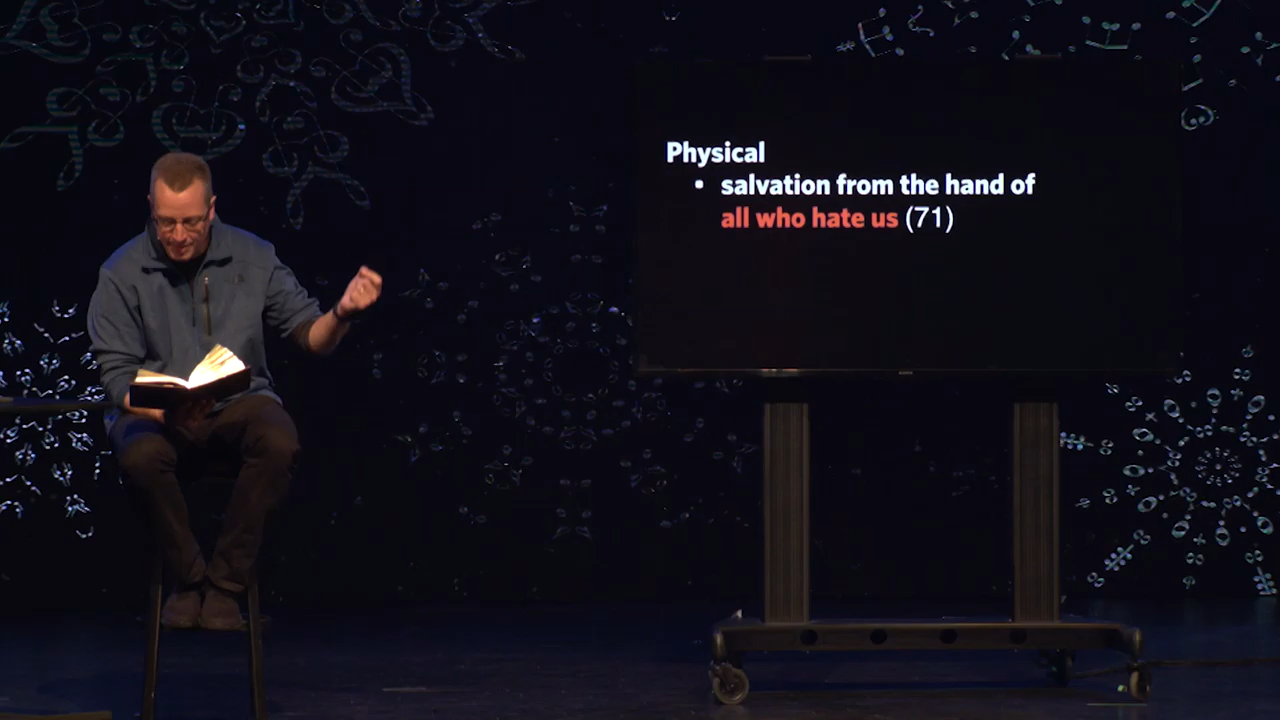 Physical
• salvation from the hand of
all who hate us (71)